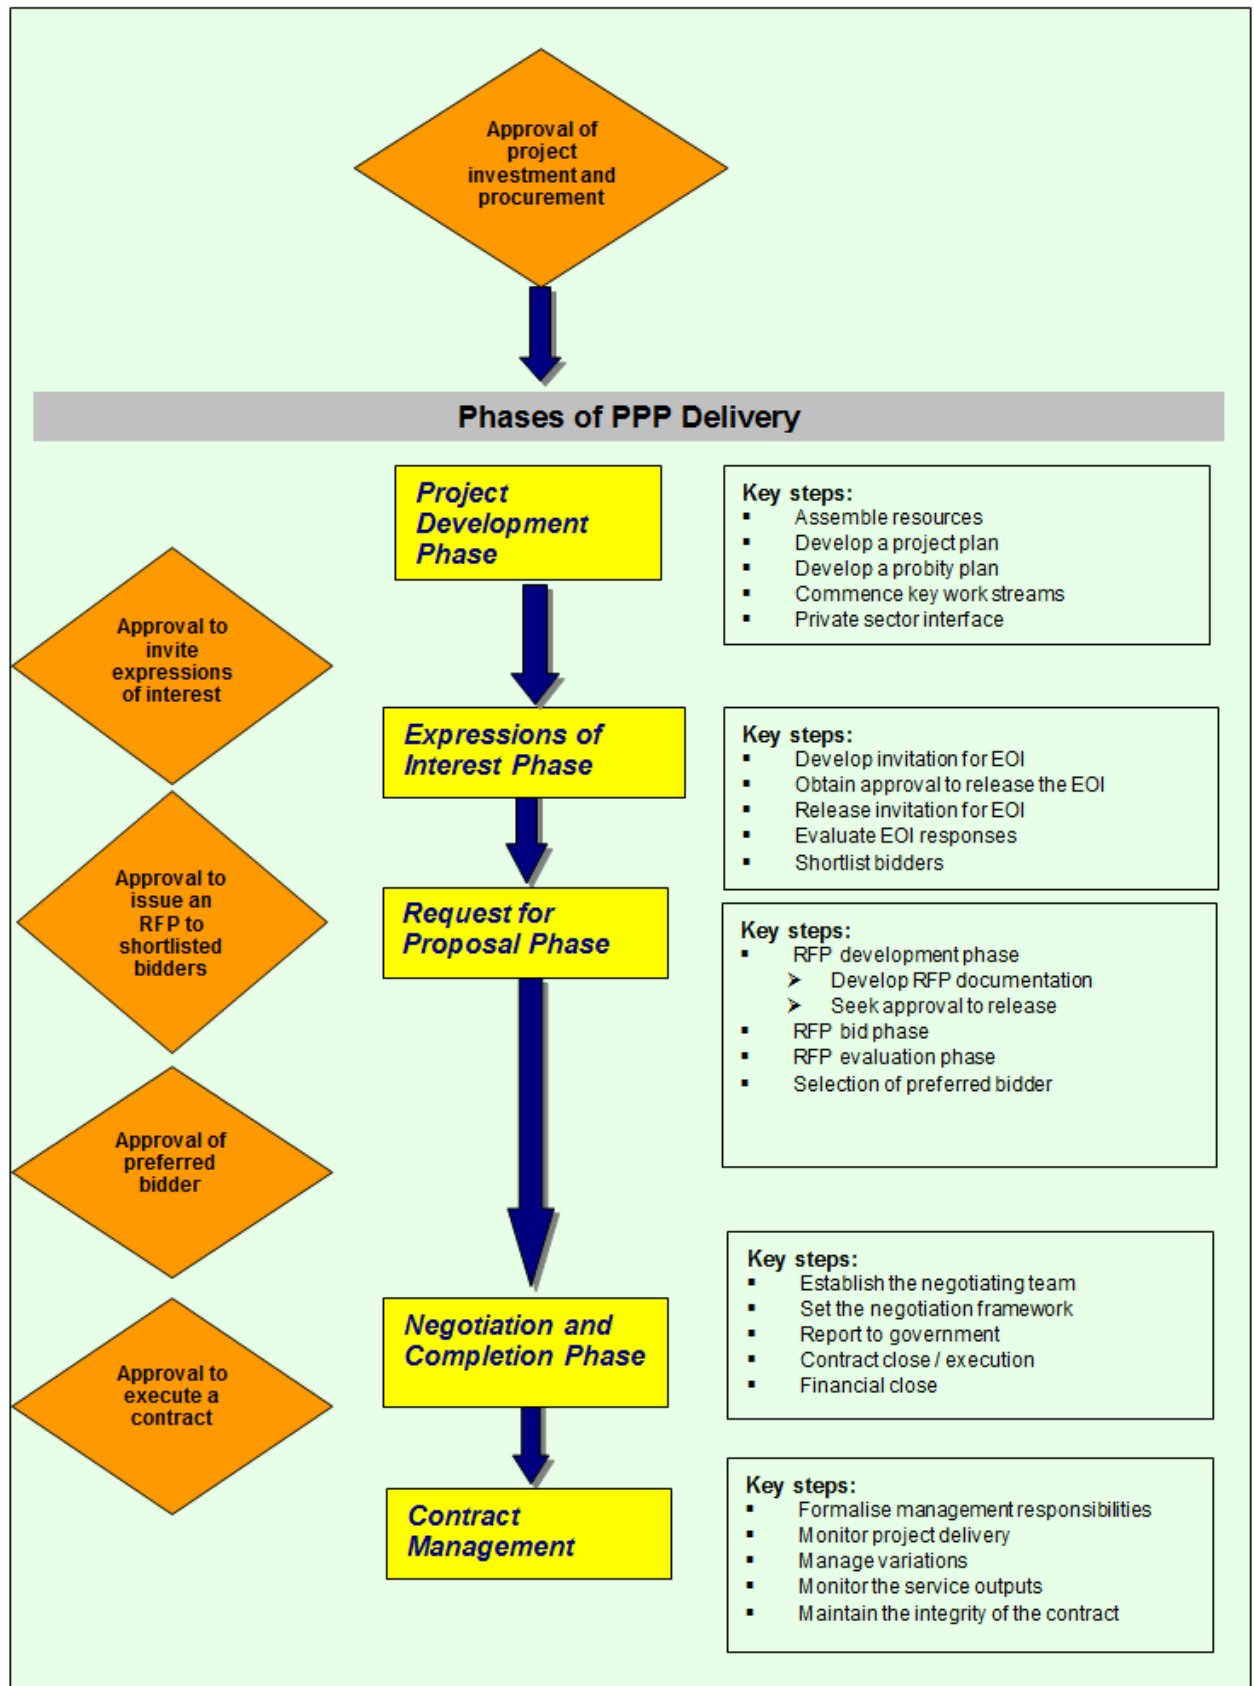 Approval of
project
investment and
procurement
Phases of PPP Delivery
Project
Development
Phase
Key steps:
▪ Assemble resources
▪ Develop a project plan
▪ Develop a probity plan
▪ Commence key work streams
▪ Private sector interface
Approval to
invite
expressions
of interest
Expressions of
Interest Phase
Key steps:
▪ Develop invitation for EOI
▪ Obtain approval to release the EOI
▪ Release invitation for EOI
▪ Evaluate EOI responses
▪ Shortlist bidders
Approval to
issue an
RFP to
shortlisted
bidders
Request for
Proposal Phase
Key steps:
▪ RFP development phase
➢ Develop RFP documentation
➢ Seek approval to release
▪ RFP bid phase
▪ RFP evaluation phase
▪ Selection of preferred bidder
Approval of
preferred
bidder
Negotiation and
Completion Phase
Key steps:
▪ Establish the negotiating team
▪ Set the negotiation framework
▪ Report to government
▪ Contract close / execution
▪ Financial close
Approval to
execute a
contract
Contract
Management
Key steps:
▪ Formalise management responsibilities
▪ Monitor project delivery
▪ Manage variations
▪ Monitor the service outputs
▪ Maintain the integrity of the contract